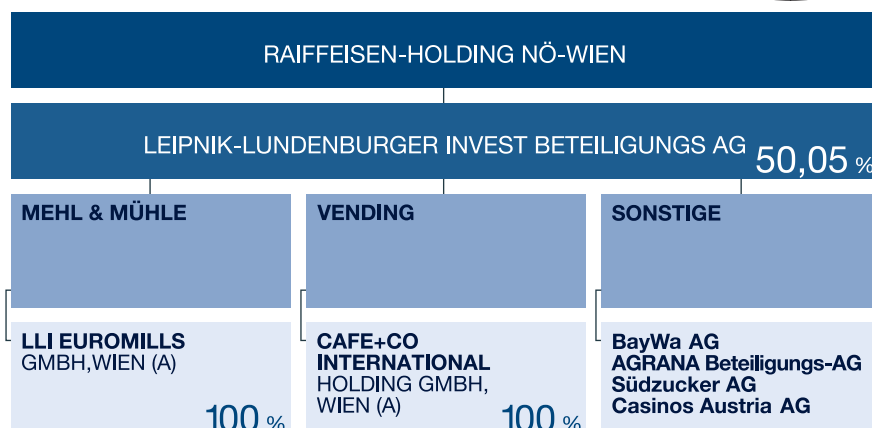 RAIFFEISEN-HOLDING NÖ-WIEN
LEIPNIK-LUNDENBURGER INVEST BETEILIGUNGS AG 50,05 %
MEHL & MÜHLE
LLI EUROMILLS
GMBH,WIEN (A)
100 %
VENDING
CAFE+CO
INTERNATIONAL
HOLDING GMBH,
WIEN (A)
100 %
SONSTIGE
BayWa AG
AGRANA Beteiligungs-AG
Südzucker AG
Casinos Austria AG